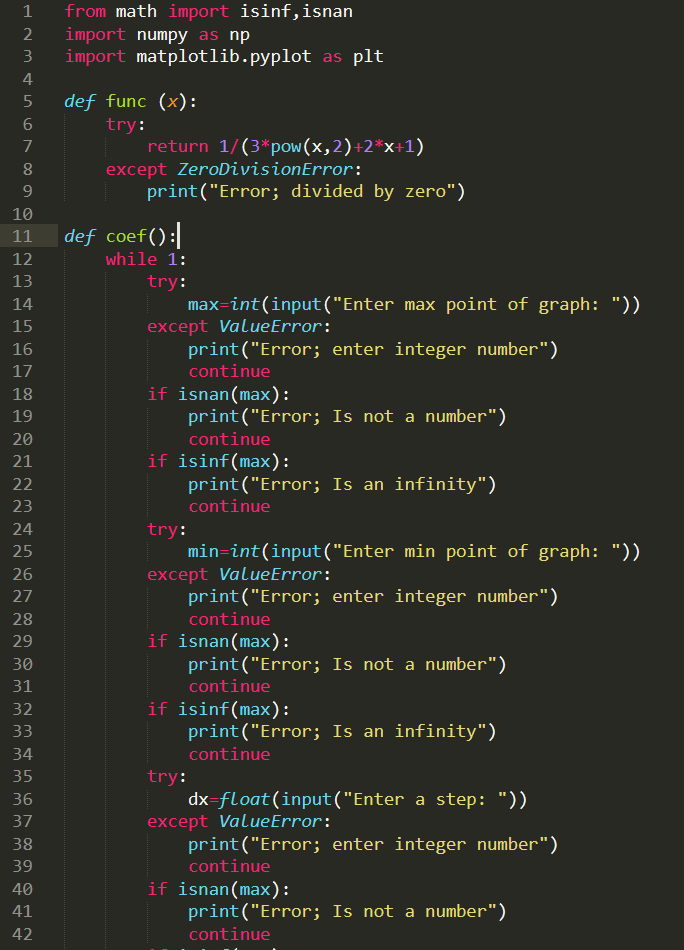 1 from math import isinf,isnan
2 import numpy as np
3 import matplotlib.pyplot as plt
4
5 def func (x):
6 try:
7 return 1/(3*pow(x,2)+2*x+1)
8 except ZeroDivisionError:
9 print("Error; divided by zero")
10
11 def coef():
12 while 1:
13 try:
14 max=int(input("Enter max point of graph: "))
15 except ValueError:
16 print("Error; enter integer number")
17 continue
18 if isnan(max):
19 print("Error; Is not a number")
20 continue
21 if isinf(max):
22 print("Error; Is an infinity")
23 continue
24 try:
25 min=int(input("Enter min point of graph: "))
26 except ValueError:
27 print("Error; enter integer number")
28 continue
29 if isnan(max):
30 print("Error; Is not a number")
31 continue
32 if isinf(max):
33 print("Error; Is an infinity")
34 continue
35 try:
36 dx=float(input("Enter a step: "))
37 except ValueError:
38 print("Error; enter integer number")
39 continue
40 if isnan(max):
41 print("Error; Is not a number")
42 continue